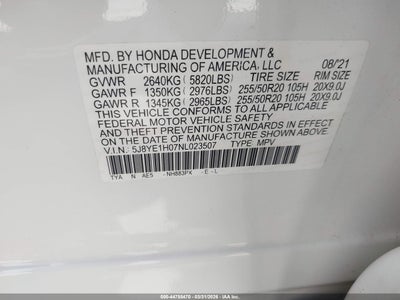 MFD. BY HONDA DEVELOPMENT & 08/21
MANUFACTURING OF AMERICA, LLC
GVWR 2640KG (5820LBS) TIRE SIZE RIM SIZE
GAWR F 1350KG (2976LBS) 255/50R20 105H 20X9.0J
GAWR R 1345KG (2965LBS) 255/50R20 105H 20X9.0J
THIS VEHICLE CONFORMS TO ALL APPLICABLE
FEDERAL MOTOR VEHICLE SAFETY
STANDARDS IN EFFECT ON THE DATE OF
MANUFACTURE SHOWN ABOVE.
V.I.N.: 5J8YE1H07NL023507 TYPE: MPV
TYA N AE5 -NH883PX E - L